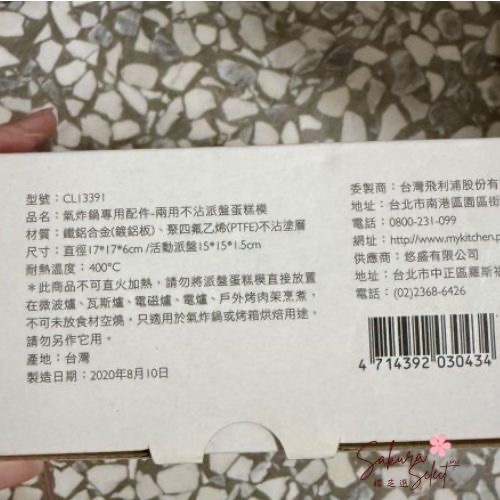 型號：CL13391
品名：氣炸鍋專用配件-兩用不沾派盤蛋糕模
材質：鐵鋁合金(鍍鋁板)、聚四氟乙烯(PTFE)不沾塗層
尺寸：直徑17*17*6cm /活動派盤15*15*1.5cm
耐熱溫度：400°C
＊此商品不可直火加熱，請勿將派盤蛋糕模直接放置
在微波爐、瓦斯爐、電磁爐、電爐、戶外烤肉架烹煮，
不可未放食材空燒，只適用於氣炸鍋或烤箱烘焙用途，
請勿另作它用。
產地：台灣
製造日期：2020年8月10日
委製商：台灣飛利浦股份有
地址：台北市南港區園區街
電話：0800-231-099
網址：http://www.mykitchen.p
供應商：悠盛有限公司
地址：台北市中正區羅斯福
電話：(02)2368-6426
4 714392 030434
Sakura
Select
櫻芝選